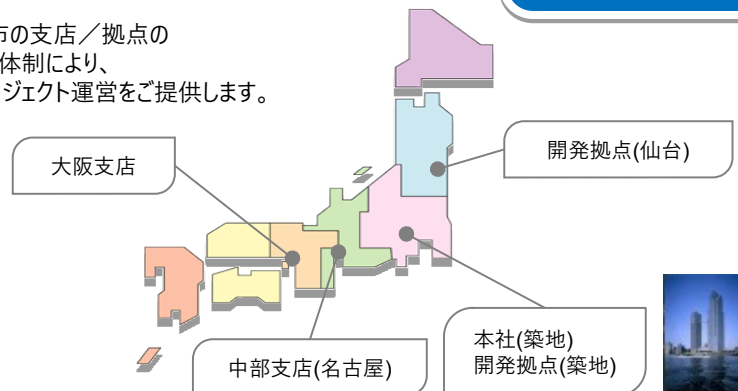 市の支店／拠点の
体制により、
ジェクト運営をご提供します。
大阪支店
開発拠点(仙台)
中部支店(名古屋)
本社(築地)
開発拠点(築地)